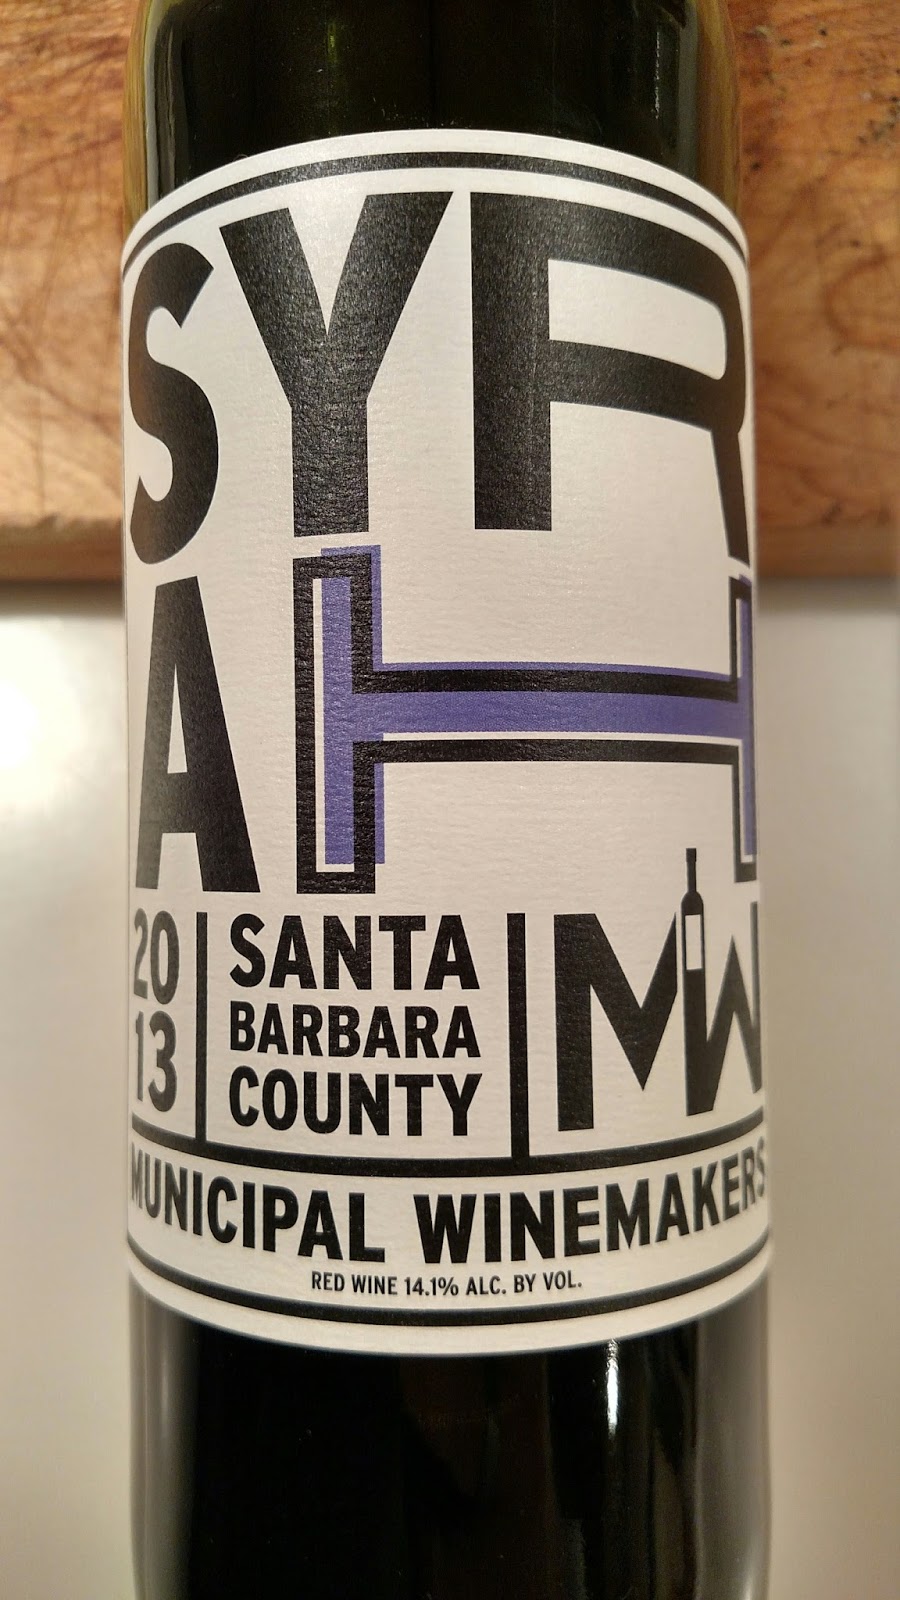 SYR
AH
20
13
SANTA
BARBARA
COUNTY
MW
MUNICIPAL WINEMAKERS
RED WINE 14.1% ALC. BY VOL.